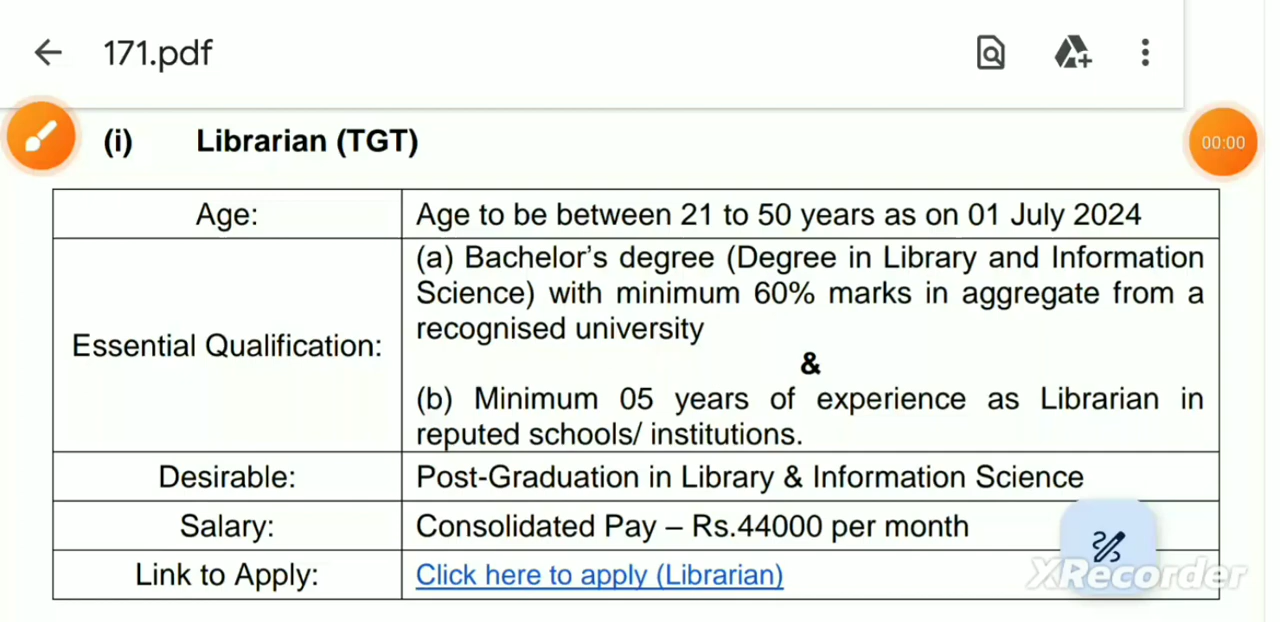 171.pdf
(i) Librarian (TGT)
00:00
Age:
Age to be between 21 to 50 years as on 01 July 2024
Essential Qualification:
(a) Bachelor's degree (Degree in Library and Information
Science) with minimum 60% marks in aggregate from a
recognised university
&
(b) Minimum 05 years of experience as Librarian in
reputed schools/ institutions.
Desirable:
Post-Graduation in Library & Information Science
Salary:
Consolidated Pay – Rs.44000 per month
Link to Apply:
Click here to apply (Librarian)
XRecorder